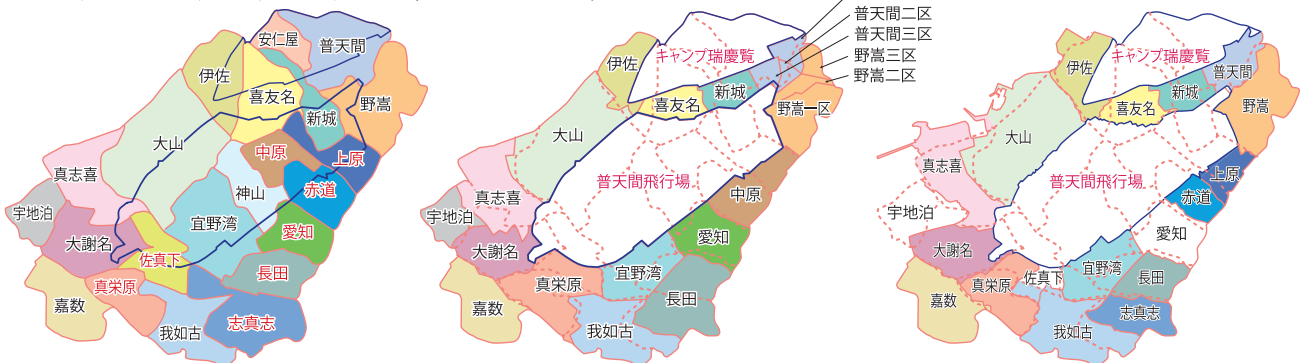 安仁屋
普天間
伊佐
喜友名
野嵩
新城
大山
中原
上原
真志喜
神山
赤道
宇地泊
宜野湾
大謝名
愛知
佐真下
長田
真栄原
嘉数
我如古
志真志
普天間二区
普天間三区
野嵩三区
野嵩二区
キャンプ瑞慶覧
伊佐
新城
喜友名
野嵩一区
大山
普天間飛行場
中原
真志喜
宇地泊
愛知
大謝名
宜野湾
真栄原
長田
嘉数
我如古
キャンプ瑞慶覧
伊佐
普天間
新城
喜友名
野嵩
大山
真志喜
上原
普天間飛行場
赤道
宇地泊
愛知
大謝名
宜野湾
佐真下
長田
真栄原
嘉数
志真志
我如古